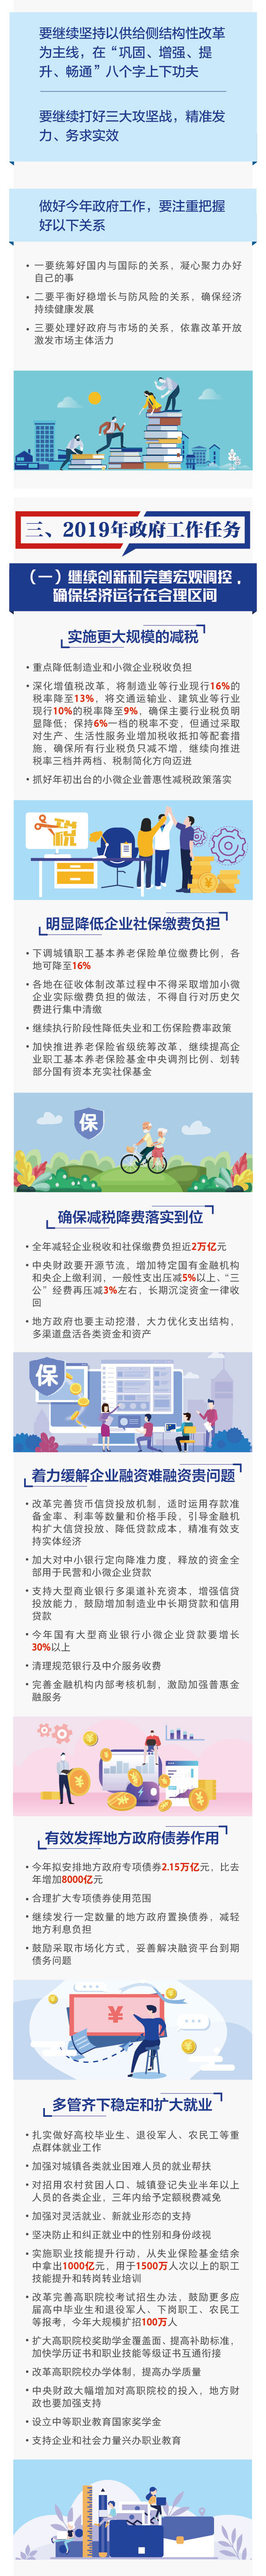 要继续坚持以供给侧结构性改革
为主线，在“巩固、增强、提
升、畅通”八个字上下功夫
要继续打好三大攻坚战，精准发
力、务求实效
做好今年政府工作，要注重把握
好以下关系
• 一要统筹好国内与国际的关系，凝心聚力办好
自己的事
• 二要平衡好稳增长与防风险的关系，确保经济
持续健康发展
• 三要处理好政府与市场的关系，依靠改革开放
激发市场主体活力
三、2019年政府工作任务
（一）继续创新和完善宏观调控，
确保经济运行在合理区间
实施更大规模的减税
• 重点降低制造业和小微企业税收负担
• 深化增值税改革，将制造业等行业现行16%的
税率降至13%，将交通运输业、建筑业等行业
现行10%的税率降至9%，确保主要行业税负明
显降低；保持6%一档的税率不变，但通过采取
对生产、生活性服务业增加税收抵扣等配套措
施，确保所有行业税负只减不增，继续向推进
税率三档并两档、税制简化方向迈进
• 抓好年初出台的小微企业普惠性减税政策落实
税
明显降低企业社保缴费负担
• 下调城镇职工基本养老保险单位缴费比例，各
地可降至16%
• 各地在征收体制改革过程中不得采取增加小微
企业实际缴费负担的做法，不得自行对历史欠
费进行集中清缴
• 继续执行阶段性降低失业和工伤保险费率政策
• 加快推进养老保险省级统筹改革，继续提高企
业职工基本养老保险基金中央调剂比例、划转
部分国有资本充实社保基金
保
确保减税降费落实到位
• 全年减轻企业税收和社保缴费负担近2万亿元
• 中央财政要开源节流，增加特定国有金融机构
和央企上缴利润，一般性支出压减5%以上、“三
公”经费再压减3%左右，长期沉淀资金一律收
回
• 地方政府也要主动挖潜，大力优化支出结构，
多渠道盘活各类资金和资产
保
着力缓解企业融资难融资贵问题
• 改革完善货币信贷投放机制，适时运用存款准
备金率、利率等数量和价格手段，引导金融机
构扩大信贷投放、降低贷款成本，精准有效支
持实体经济
• 加大对中小银行定向降准力度，释放的资金全
部用于民营和小微企业贷款
• 支持大型商业银行多渠道补充资本，增强信贷
投放能力，鼓励增加制造业中长期贷款和信用
贷款
• 今年国有大型商业银行小微企业贷款要增长
30%以上
• 清理规范银行及中介服务收费
• 完善金融机构内部考核机制，激励加强普惠金
融服务
有效发挥地方政府债券作用
• 今年拟安排地方政府专项债券2.15万亿元，比去
年增加8000亿元
• 合理扩大专项债券使用范围
• 继续发行一定数量的地方政府置换债券，减轻
地方利息负担
• 鼓励采取市场化方式，妥善解决融资平台到期
债务问题
¥
多管齐下稳定和扩大就业
• 扎实做好高校毕业生、退役军人、农民工等重
点群体就业工作
• 加强对城镇各类就业困难人员的就业帮扶
• 对招用农村贫困人口、城镇登记失业半年以上
人员的各类企业，三年内给予定额税费减免
• 加强对灵活就业、新就业形态的支持
• 坚决防止和纠正就业中的性别和身份歧视
• 实施职业技能提升行动，从失业保险基金结余
中拿出1000亿元，用于1500万人次以上的职工
技能提升和转岗转业培训
• 改革完善高职院校考试招生办法，鼓励更多应
届高中毕业生和退役军人、下岗职工、农民工
等报考，今年大规模扩招100万人
• 扩大高职院校奖助学金覆盖面、提高补助标准，
加快学历证书和职业技能等级证书互通衔接
• 改革高职院校办学体制，提高办学质量
• 中央财政大幅增加对高职院校的投入，地方财
政也要加强支持
• 设立中等职业教育国家奖学金
• 支持企业和社会力量兴办职业教育